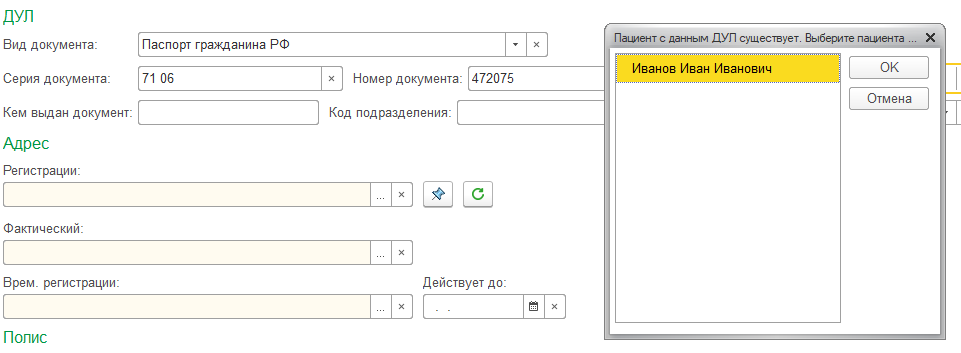 ДУЛ
Вид документа: Паспорт гражданина РФ
Серия документа: 71 06 Номер документа: 472075
Кем выдан документ: Код подразделения:
Адрес
Регистрации:
...
Фактический:
...
Врем. регистрации: Действует до:
... . .
Полис
Пациент с данным ДУЛ существует. Выберите пациента ...
Иванов Иван Иванович
OK
Отмена